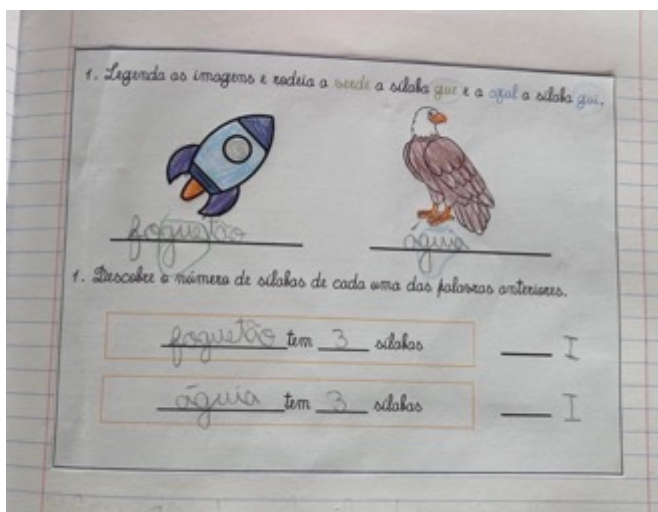 1. Legenda as imagens e rodeia a verde a sílaba gue e a azul a sílaba gui.
foguetão
águia
1. Descobre o número de sílabas de cada uma das palavras anteriores.
foguetão tem 3 sílabas I
águia tem 3 sílabas I